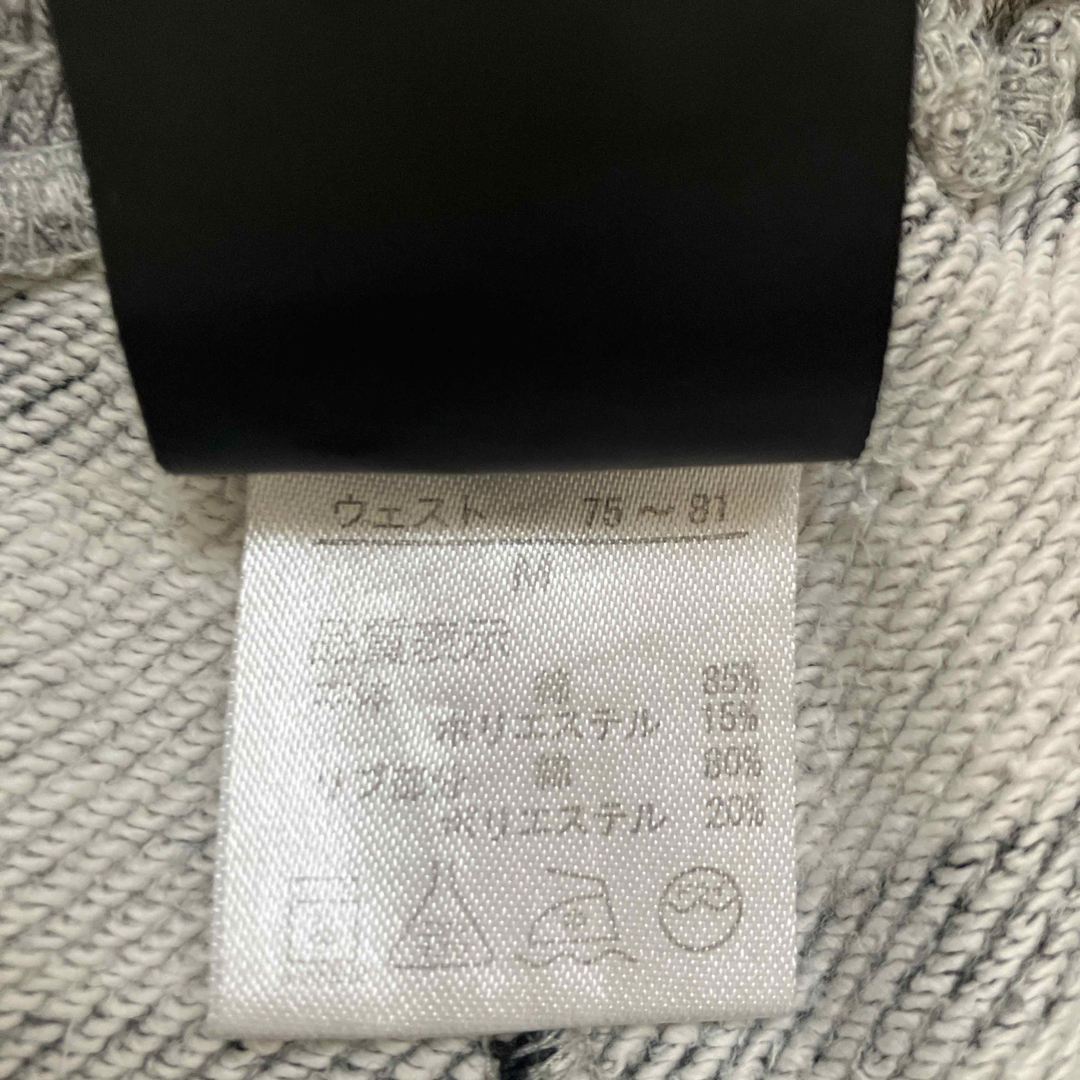 ウェスト 75～81
M
品質表示
本体 綿 85%
ポリエステル 15%
リブ部分 綿 80%
ポリエステル 20%